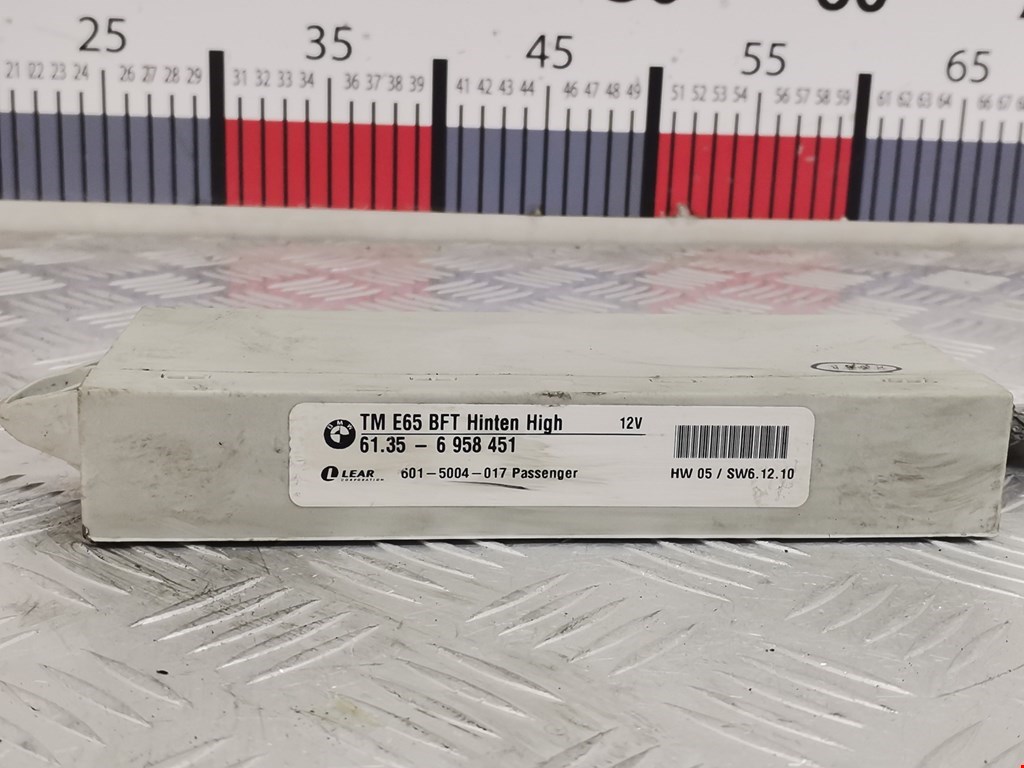 25 35 45 55 65
21 22 23 24 26 27 28 29 31 32 33 34 36 37 38 39 41 42 43 44 46 47 48 49 51 52 53 54 56 57 58 59 61 62 63 64 66 67
TM E65 BFT Hinten High 12V
61.35 - 6 958 451
LEAR 601-5004-017 Passenger HW 05 / SW6.12.10
CORPORATION